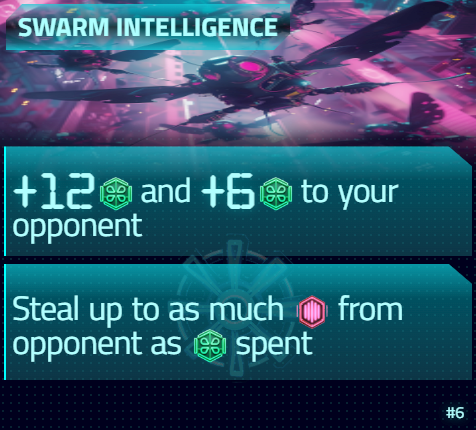 SWARM INTELLIGENCE
+12 and +6 to your
opponent
Steal up to as much from
opponent as spent
#6